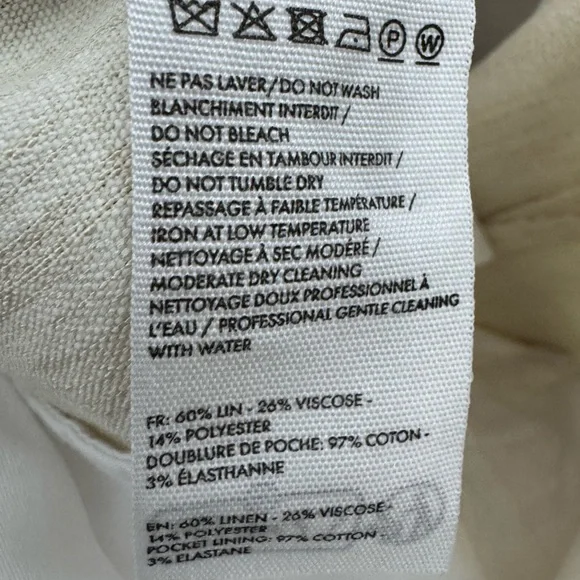 P W
NE PAS LAVER/DO NOT WASH
BLANCHIMENT INTERDIT /
DO NOT BLEACH
SÉCHAGE EN TAMBOUR INTERDIT /
DO NOT TUMBLE DRY
REPASSAGE À FAIBLE TEMPÉRATURE /
IRON AT LOW TEMPERATURE
NETTOYAGE À SEC MODÉRÉ /
MODERATE DRY CLEANING
NETTOYAGE DOUX PROFESSIONNEL À
L'EAU / PROFESSIONAL GENTLE CLEANING
WITH WATER
FR: 60% LIN - 26% VISCOSE -
14% POLYESTER
DOUBLURE DE POCHE: 97% COTON -
3% ÉLASTHANNE
EN: 60% LINEN - 26% VISCOSE -
14% POLYESTER
POCKET LINING: 97% COTTON -
3% ELASTANE